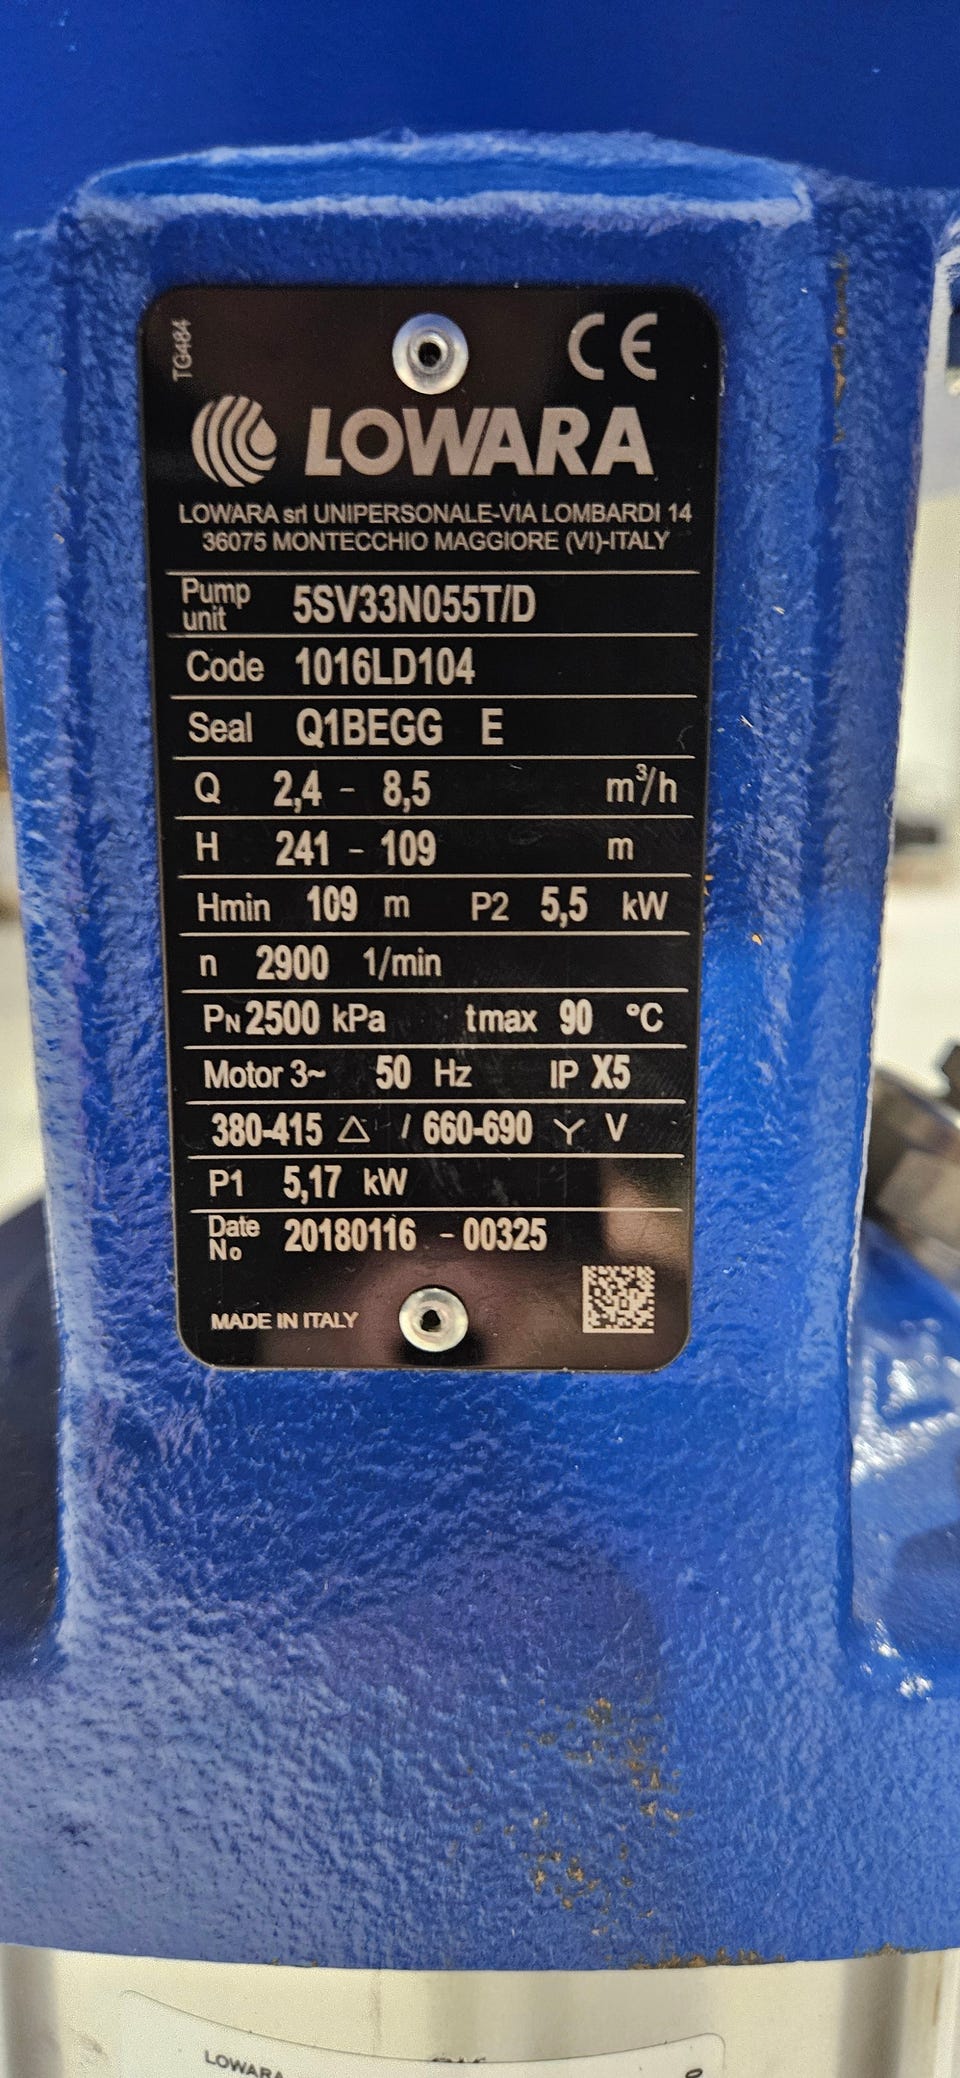 TG484
CE
LOWARA
LOWARA srl UNIPERSONALE-VIA LOMBARDI 14
36075 MONTECCHIO MAGGIORE (VI)-ITALY
Pump unit 5SV33N055T/D
Code 1016LD104
Seal Q1BEGG E
Q 2,4 - 8,5 m³/h
H 241 - 109 m
Hmin 109 m P2 5,5 kW
n 2900 1/min
PN 2500 kPa tmax 90 °C
Motor 3~ 50 Hz IP X5
380-415 △ / 660-690 Y V
P1 5,17 kW
Date No 20180116 - 00325
MADE IN ITALY
LOWARA